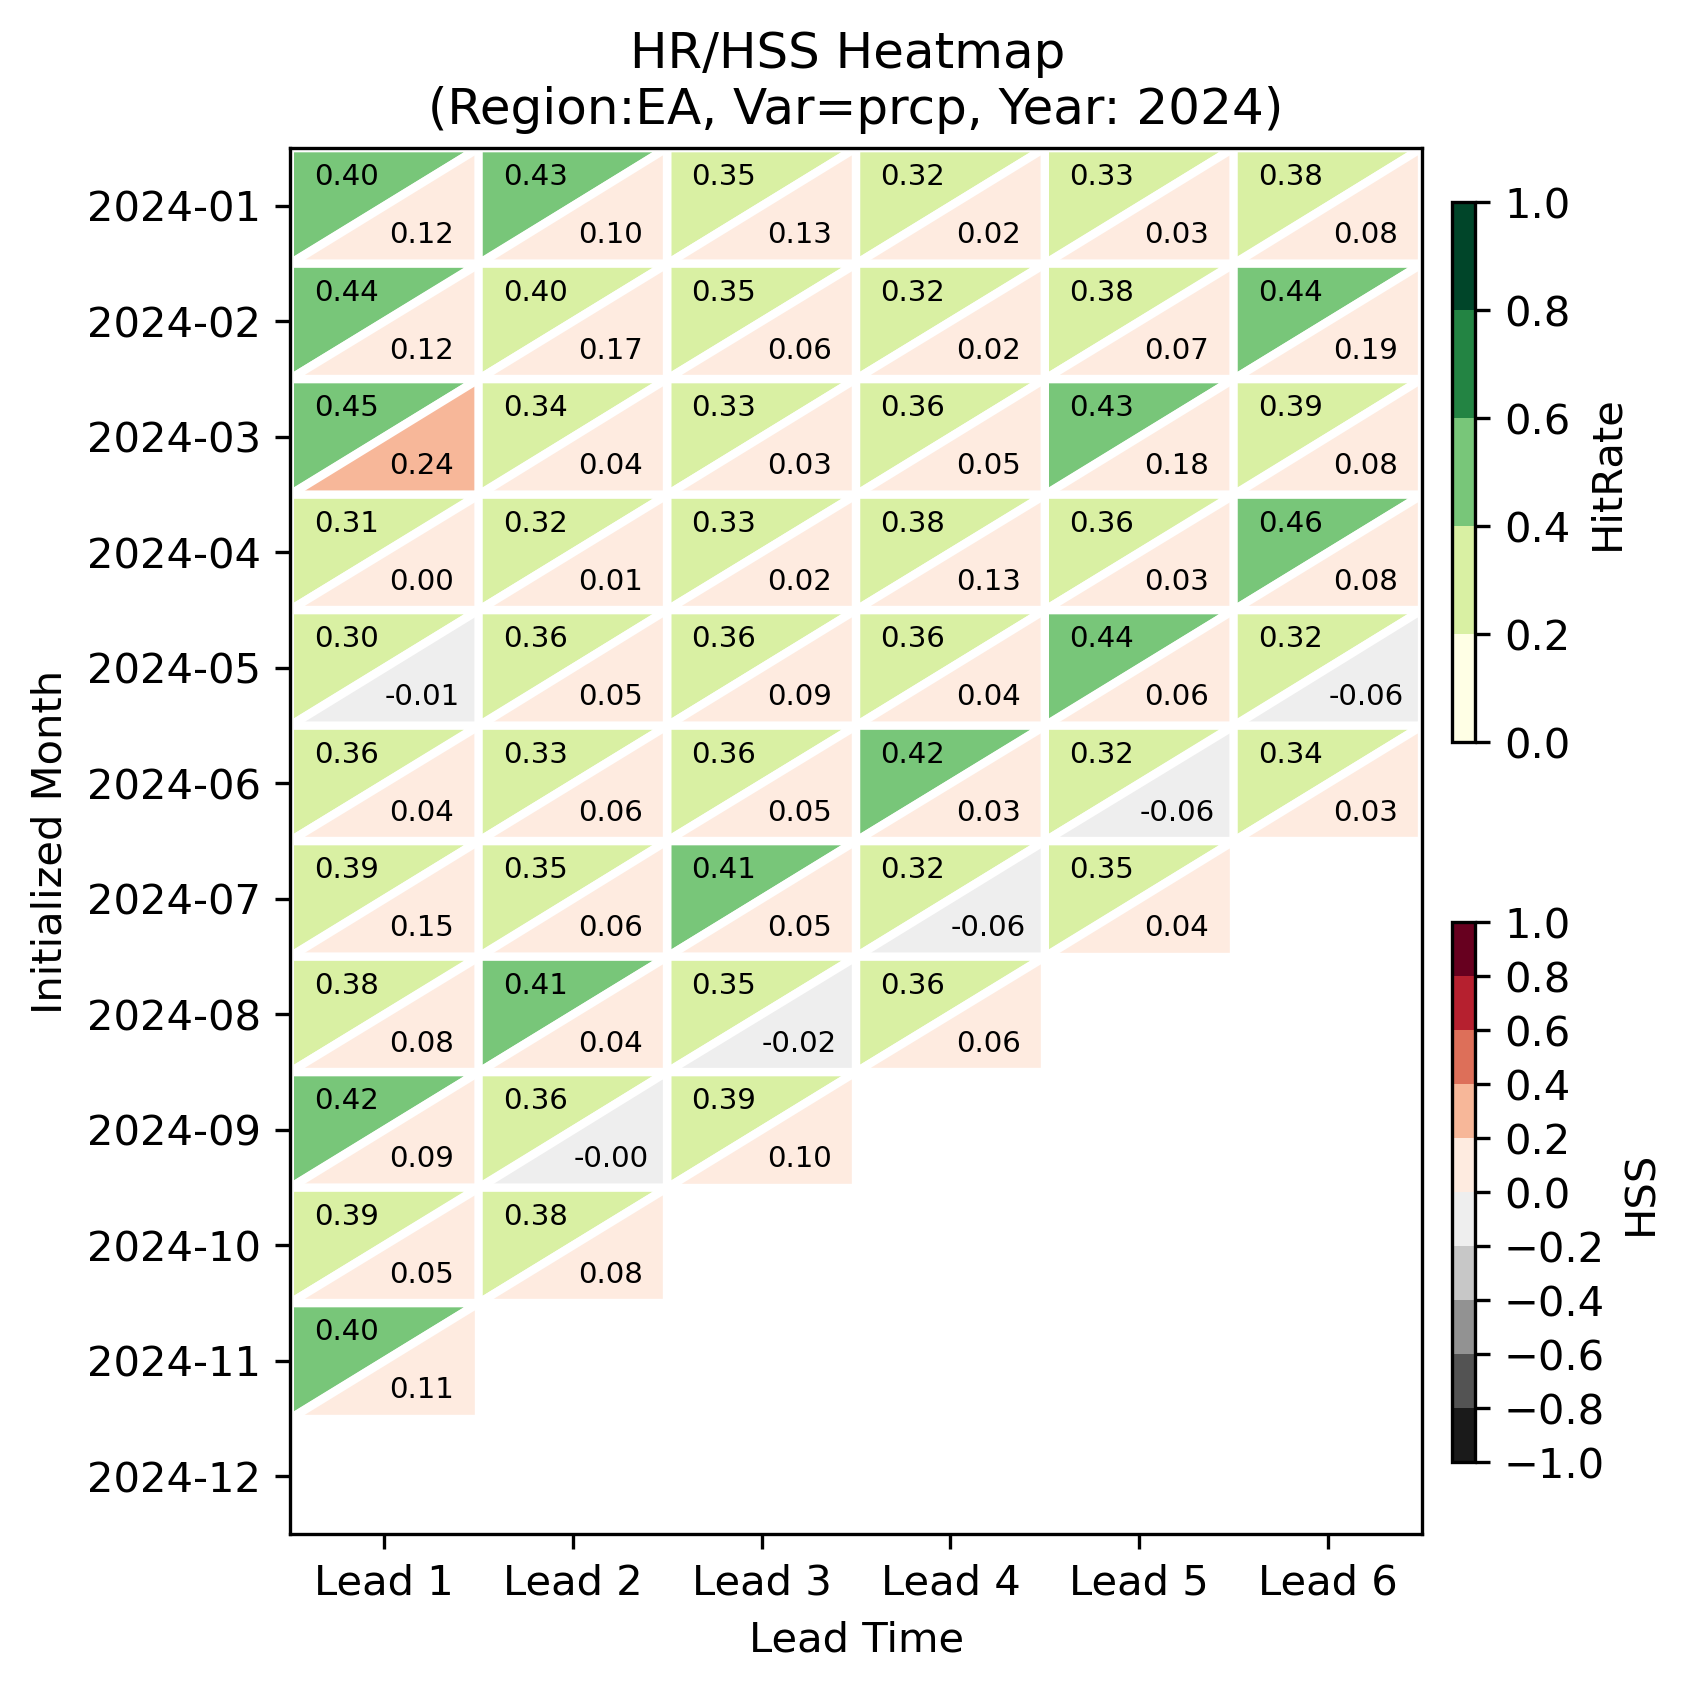 HR/HSS Heatmap
(Region:EA, Var=prcp, Year: 2024)
Initialized Month
2024-01
0.40 0.43 0.35 0.32 0.33 0.38
0.12 0.10 0.13 0.02 0.03 0.08
2024-02
0.44 0.40 0.35 0.32 0.38 0.44
0.12 0.17 0.06 0.02 0.07 0.19
2024-03
0.45 0.34 0.33 0.36 0.43 0.39
0.24 0.04 0.03 0.05 0.18 0.08
2024-04
0.31 0.32 0.33 0.38 0.36 0.46
0.00 0.01 0.02 0.13 0.03 0.08
2024-05
0.30 0.36 0.36 0.36 0.44 0.32
-0.01 0.05 0.09 0.04 0.06 -0.06
2024-06
0.36 0.33 0.36 0.42 0.32 0.34
0.04 0.06 0.05 0.03 -0.06 0.03
2024-07
0.39 0.35 0.41 0.32 0.35
0.15 0.06 0.05 -0.06 0.04
2024-08
0.38 0.41 0.35 0.36
0.08 0.04 -0.02 0.06
2024-09
0.42 0.36 0.39
0.09 -0.00 0.10
2024-10
0.39 0.38
0.05 0.08
2024-11
0.40
0.11
2024-12
Lead 1 Lead 2 Lead 3 Lead 4 Lead 5 Lead 6
Lead Time
1.0
0.8
0.6
0.4
0.2
0.0
HitRate
1.0
0.8
0.6
0.4
0.2
0.0
−0.2
−0.4
−0.6
−0.8
−1.0
HSS